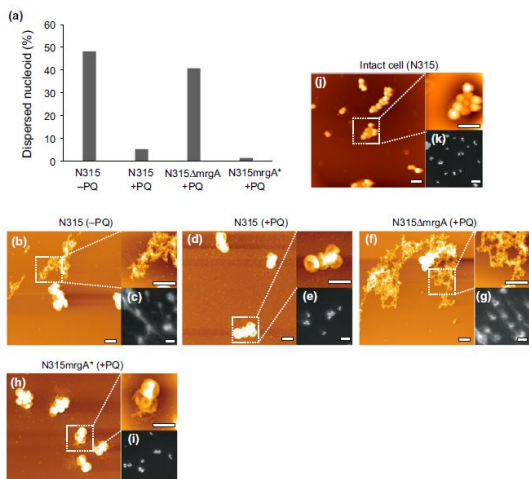 (a)
Dispersed nucleoid (%)
60
50
40
30
20
10
0
N315 –PQ
N315 +PQ
N315ΔmrgA +PQ
N315mrgA* +PQ
Intact cell (N315)
(j)
(k)
N315 (–PQ)
(b)
(c)
N315 (+PQ)
(d)
(e)
N315ΔmrgA (+PQ)
(f)
(g)
N315mrgA* (+PQ)
(h)
(i)